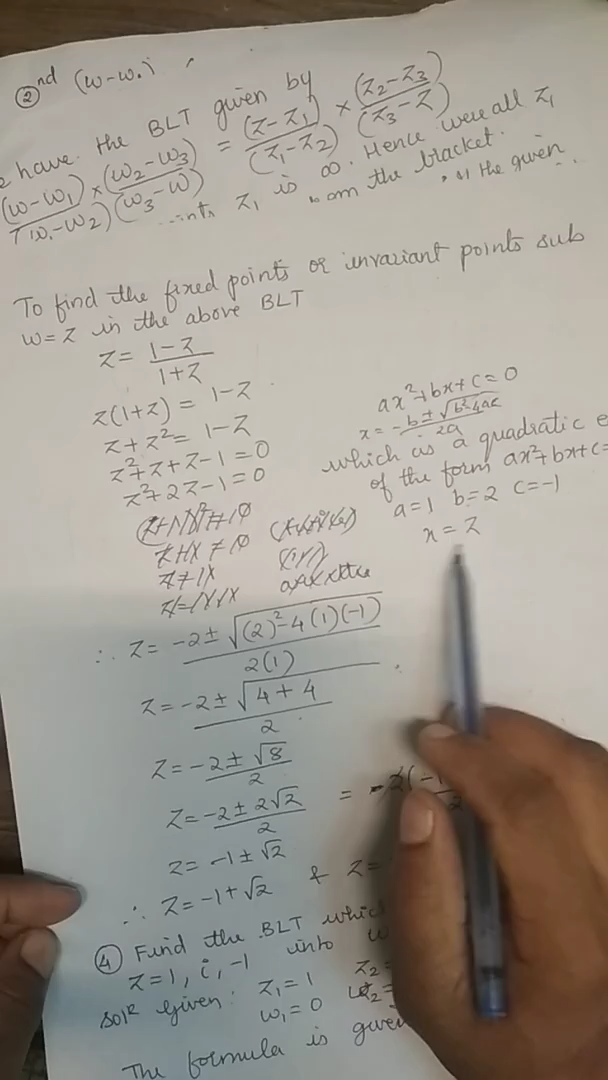 ② nd (w-w₁)
have the BLT given by
(w-w₁)/(w₁-w₂) × (w₂-w₃)/(w₃-w) = (z-z₁)/(z₁-z₂) × (z₂-z₃)/(z₃-z)
z₁ is ∞. Hence were all z₁
the bracket.
the given
To find the fixed points or invariant points sub
w=z in the above BLT
z = (1-z)/(1+z)
z(1+z) = 1-z
z+z² = 1-z
z²+z+z-1=0
z²+2z-1=0
ax²+bx+c=0
x = -b±√(b²-4ac)/2a
which is a quadratic
of the form ax²+bx+c=
a=1 b=2 c=-1
x=z
∴ z = (-2±√((2)²-4(1)(-1)))/2(1)
z = (-2±√(4+4))/2
z = (-2±√8)/2
z = (-2±2√2)/2 =
z = -1±√2
∴ z = -1+√2 & z=
④ Find the BLT which
z=1, i, -1 into w
solⁿ Given: z₁=1 z₂=
w₁=0 w₂=
The formula is given